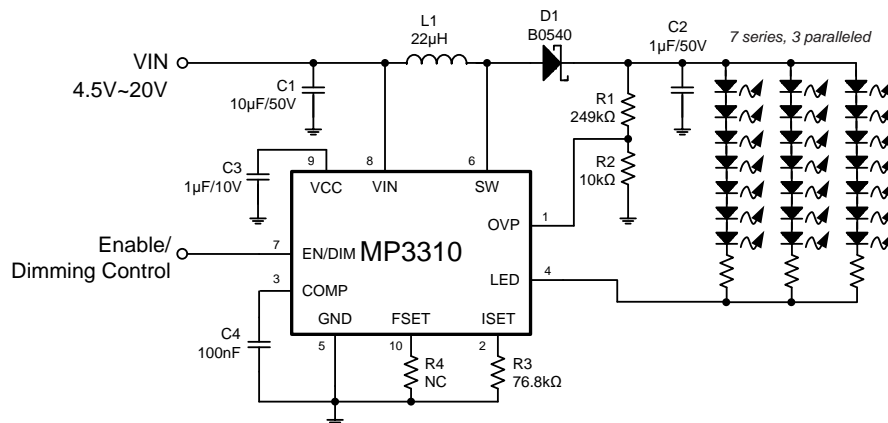 L1
22µH
D1
B0540
C2
1µF/50V
7 series, 3 paralleled
VIN
4.5V~20V
C1
10µF/50V
R1
249kΩ
R2
10kΩ
C3
1µF/10V
9
8
6
VCC
VIN
SW
1
OVP
Enable/
Dimming Control
7
EN/DIM
MP3310
3
COMP
LED
4
C4
100nF
GND
FSET
ISET
5
10
2
R4
NC
R3
76.8kΩ